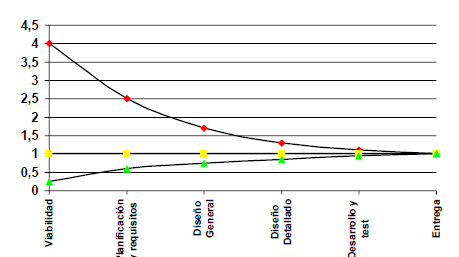 4,5
4
3,5
3
2,5
2
1,5
1
0,5
0
Viabilidad
Planificación
y requisitos
Diseño
General
Diseño
Detallado
Desarrollo y
test
Entrega